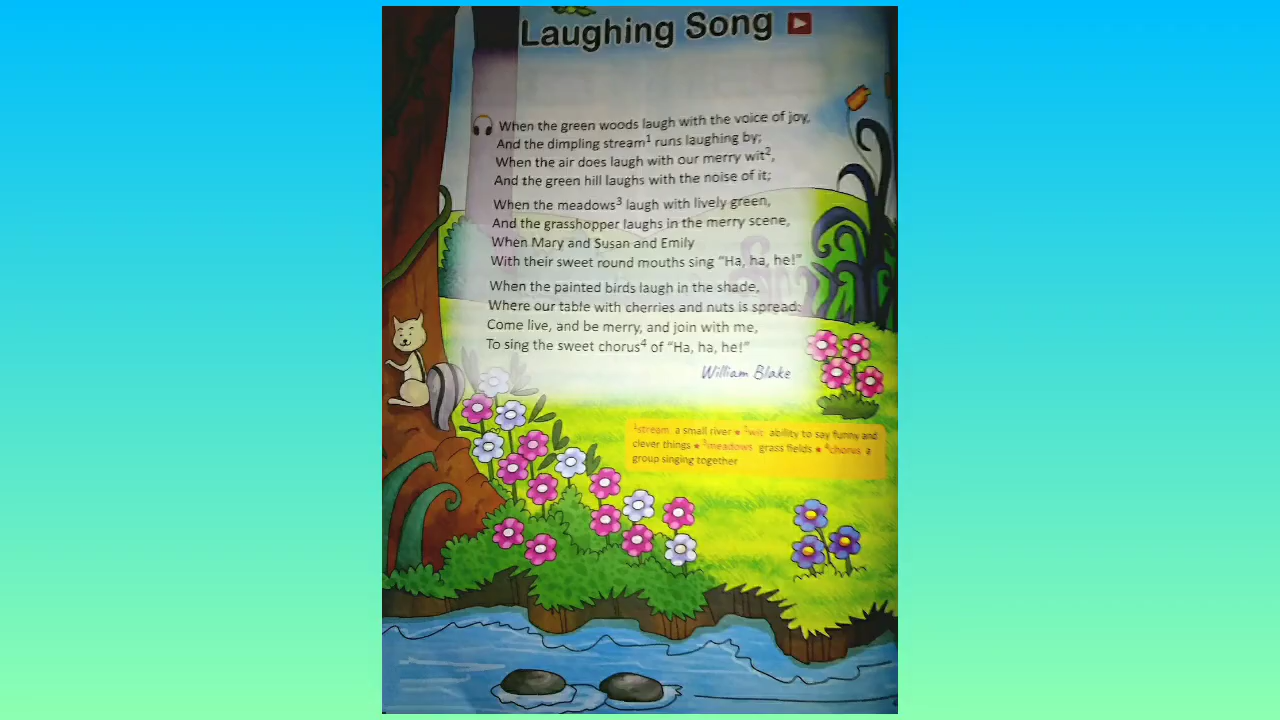 Laughing Song
When the green woods laugh with the voice of joy,
And the dimpling stream¹ runs laughing by;
When the air does laugh with our merry wit²,
And the green hill laughs with the noise of it;
When the meadows³ laugh with lively green,
And the grasshopper laughs in the merry scene,
When Mary and Susan and Emily
With their sweet round mouths sing “Ha, ha, he!”
When the painted birds laugh in the shade,
Where our table with cherries and nuts is spread:
Come live, and be merry, and join with me,
To sing the sweet chorus⁴ of “Ha, ha, he!”
William Blake
¹stream a small river • ²wit ability to say funny and
clever things • ³meadows grass fields • ⁴chorus a
group singing together